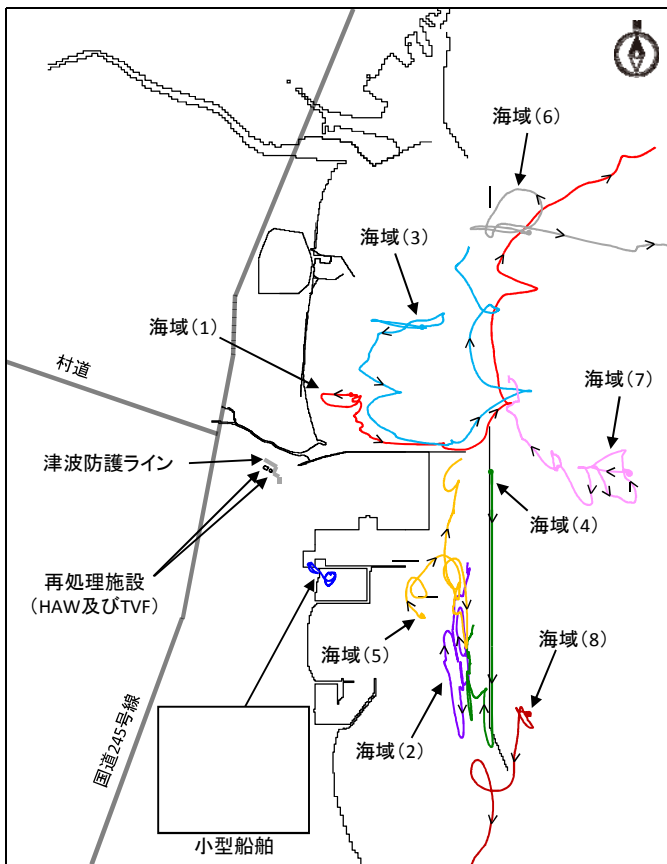 海域(6)
海域(3)
海域(1)
村道
海域(7)
津波防護ライン
海域(4)
再処理施設
(HAW及びTVF)
海域(5)
海域(8)
国道245号線
海域(2)
小型船舶